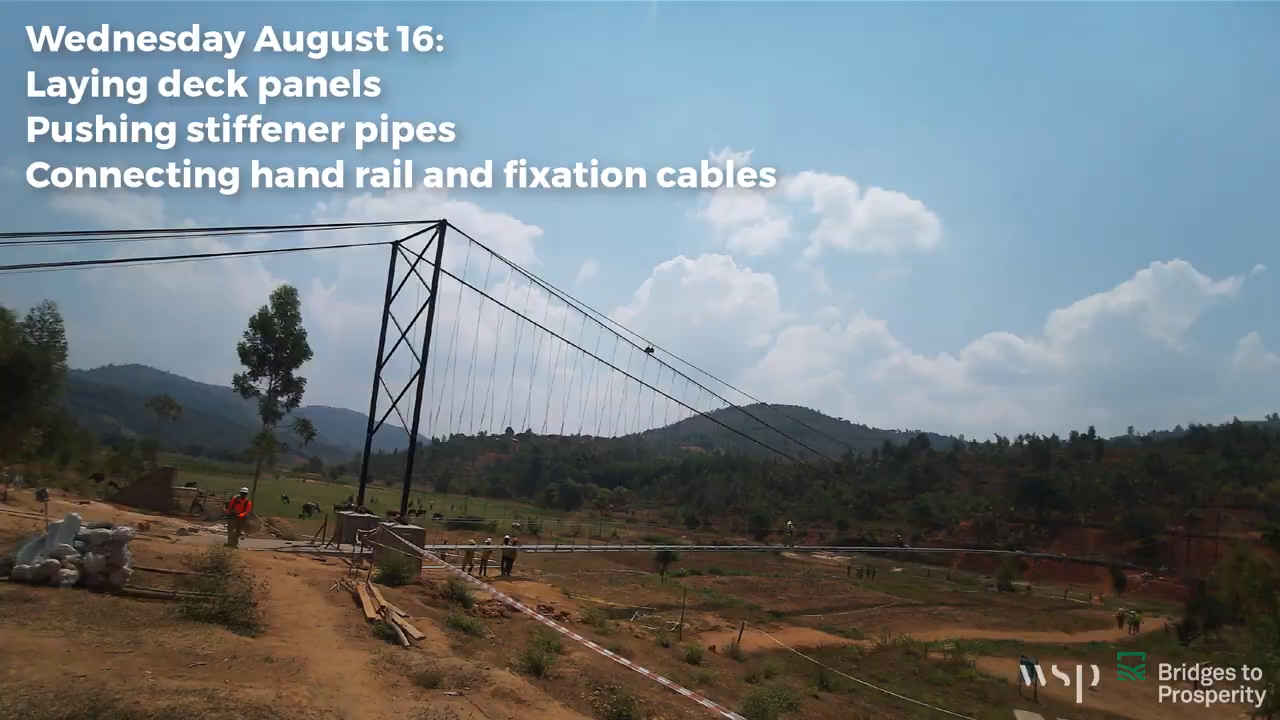 Wednesday August 16:
Laying deck panels
Pushing stiffener pipes
Connecting hand rail and fixation cables
wsp
Bridges to
Prosperity